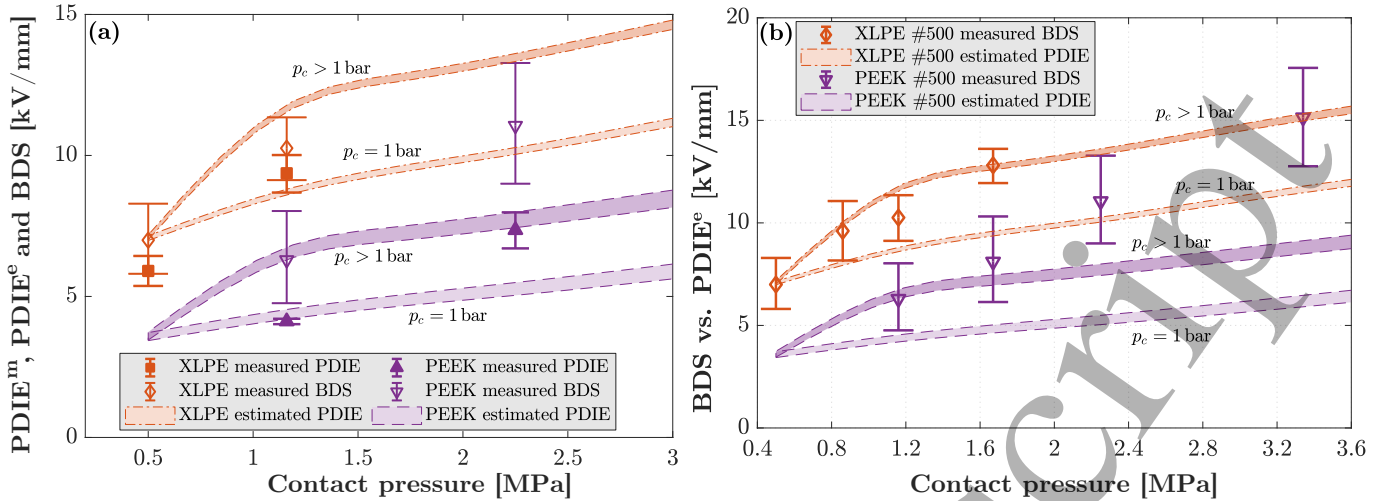 (a)
PDIEᵐ, PDIEᵉ and BDS [kV/mm]
15
10
5
0
p_c > 1 bar
p_c = 1 bar
p_c > 1 bar
p_c = 1 bar
XLPE measured PDIE
XLPE measured BDS
XLPE estimated PDIE
PEEK measured PDIE
PEEK measured BDS
PEEK estimated PDIE
0.5 1 1.5 2 2.5 3
Contact pressure [MPa]
(b)
BDS vs. PDIEᵉ [kV/mm]
20
15
10
5
0
XLPE #500 measured BDS
XLPE #500 estimated PDIE
PEEK #500 measured BDS
PEEK #500 estimated PDIE
p_c > 1 bar
p_c = 1 bar
p_c > 1 bar
p_c = 1 bar
0.4 0.8 1.2 1.6 2 2.4 2.8 3.2 3.6
Contact pressure [MPa]
cript